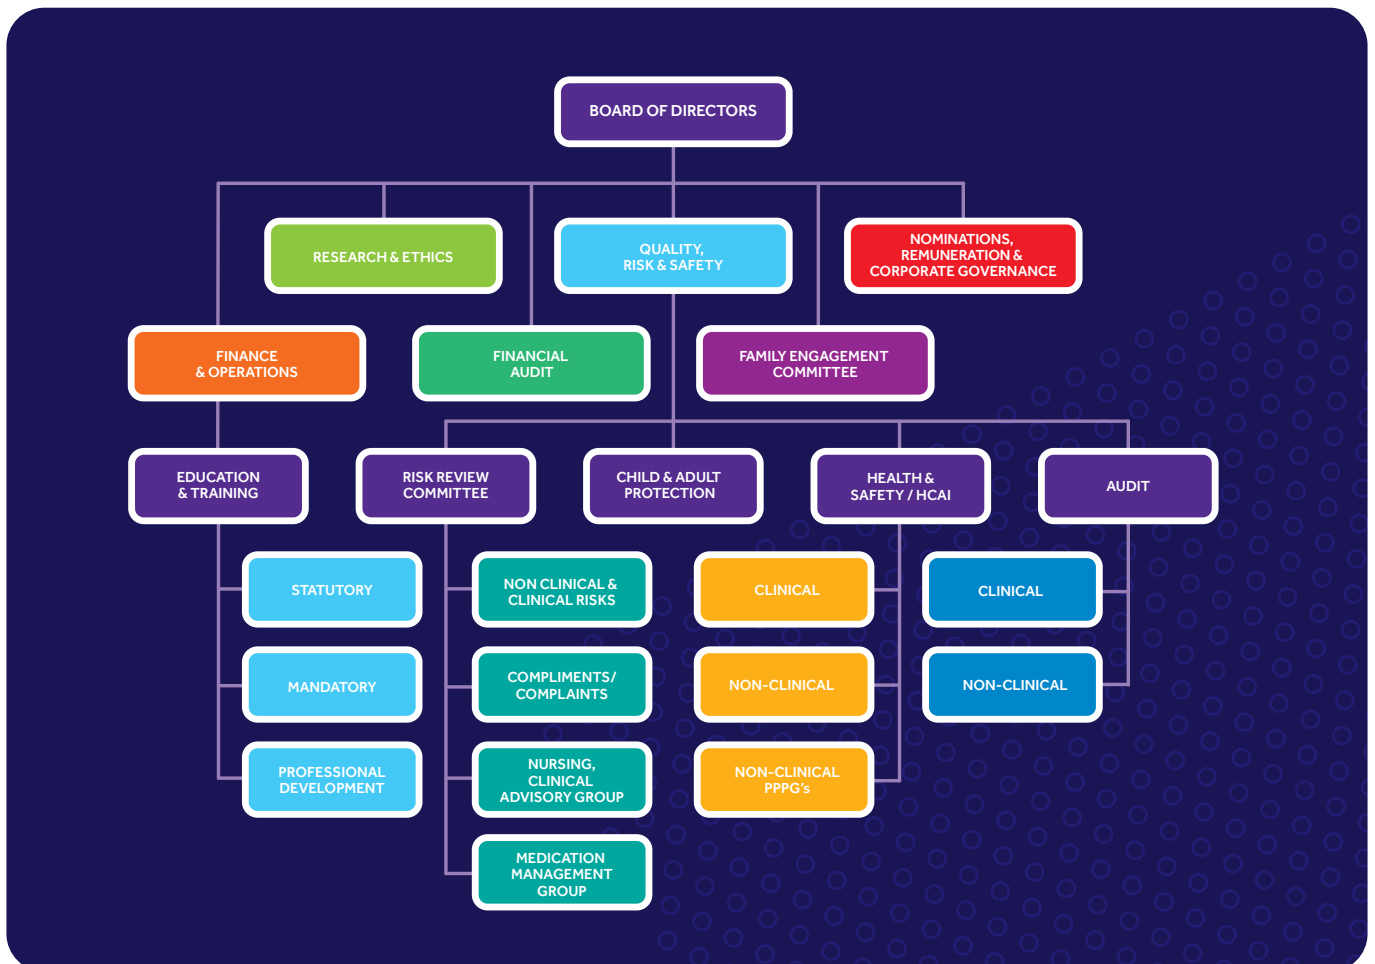 BOARD OF DIRECTORS
RESEARCH & ETHICS
QUALITY,
RISK & SAFETY
NOMINATIONS,
REMUNERATION &
CORPORATE GOVERNANCE
FINANCE
& OPERATIONS
FINANCIAL
AUDIT
FAMILY ENGAGEMENT
COMMITTEE
EDUCATION
& TRAINING
RISK REVIEW
COMMITTEE
CHILD & ADULT
PROTECTION
HEALTH &
SAFETY / HCAI
AUDIT
STATUTORY
NON CLINICAL &
CLINICAL RISKS
CLINICAL
CLINICAL
MANDATORY
COMPLIMENTS/
COMPLAINTS
NON-CLINICAL
NON-CLINICAL
PROFESSIONAL
DEVELOPMENT
NURSING,
CLINICAL
ADVISORY GROUP
NON-CLINICAL
PPPG's
MEDICATION
MANAGEMENT
GROUP